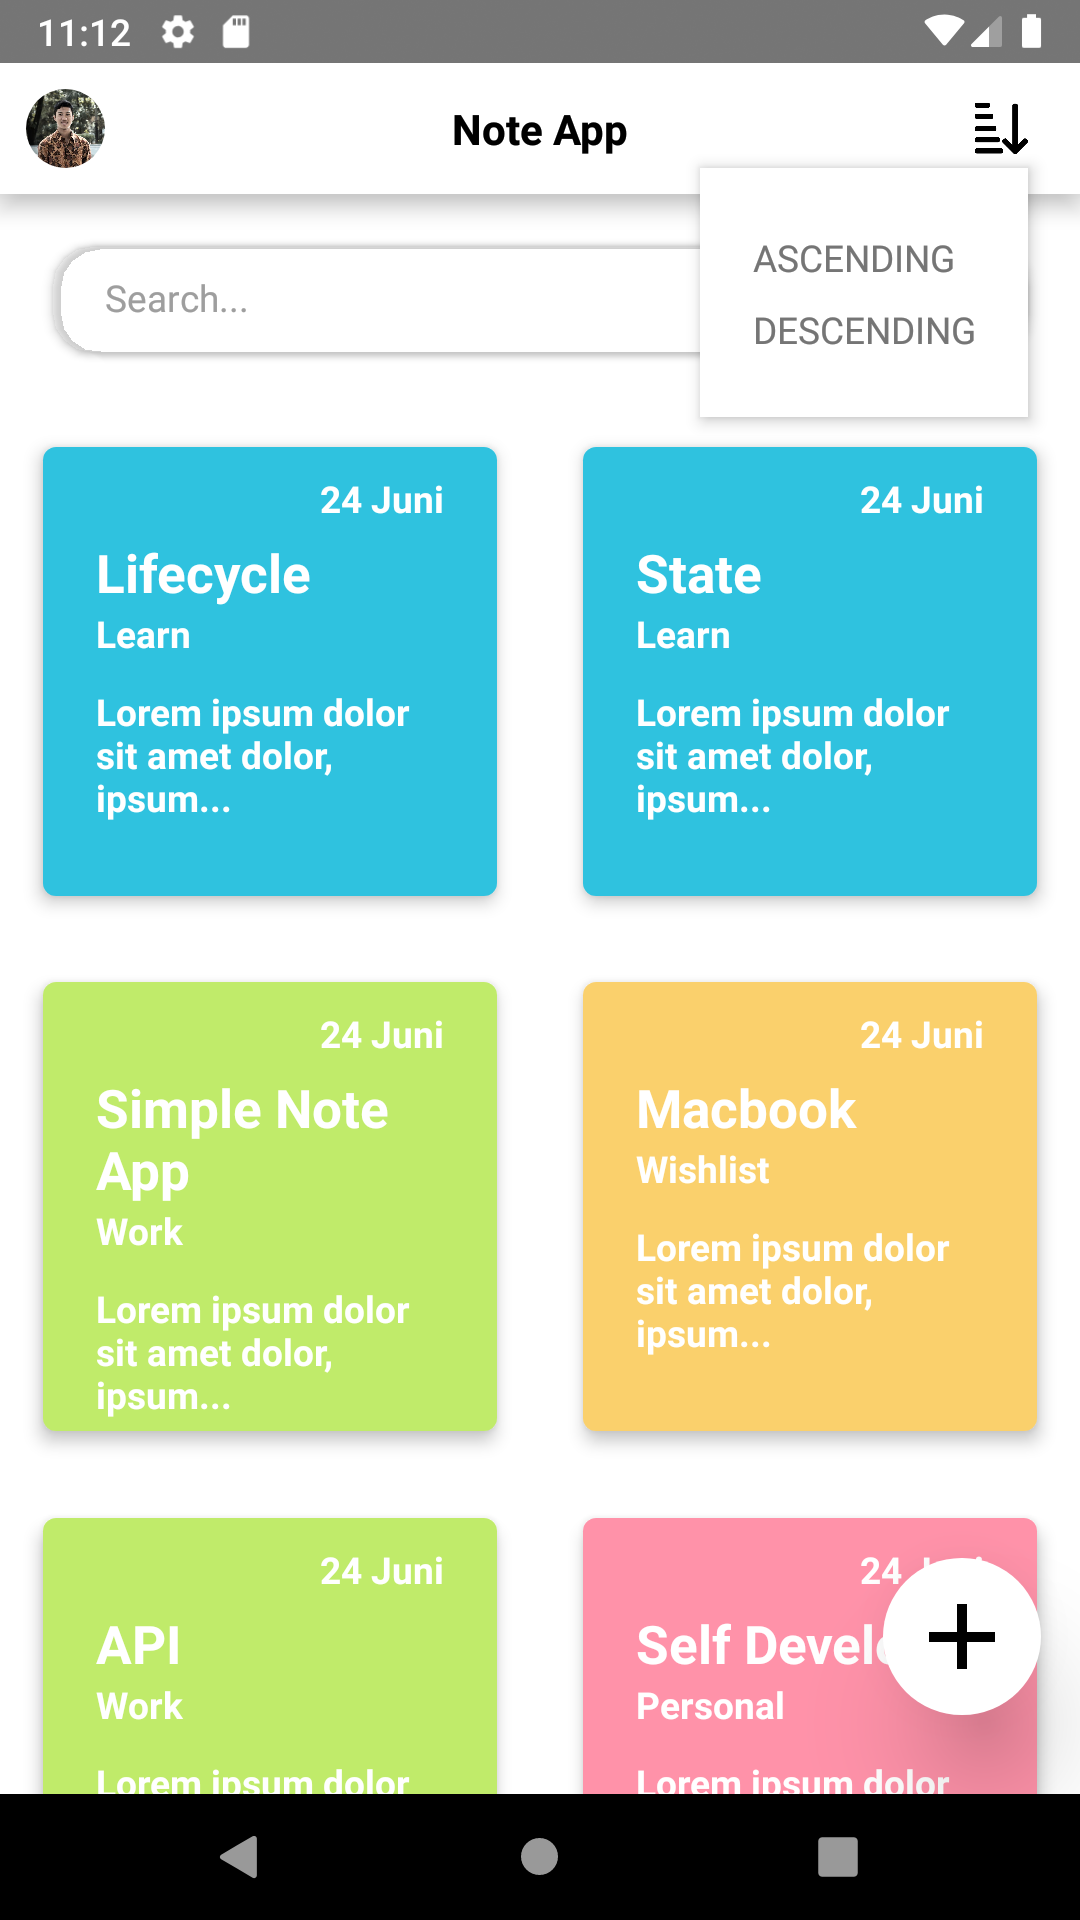 11:12
Note App
ASCENDING
DESCENDING
Search...
24 Juni
Lifecycle
Learn
Lorem ipsum dolor
sit amet dolor,
ipsum...
24 Juni
State
Learn
Lorem ipsum dolor
sit amet dolor,
ipsum...
24 Juni
Simple Note
App
Work
Lorem ipsum dolor
sit amet dolor,
ipsum...
24 Juni
Macbook
Wishlist
Lorem ipsum dolor
sit amet dolor,
ipsum...
24 Juni
API
Work
Lorem ipsum dolor
24
Self
Personal
Lorem ipsum dolor